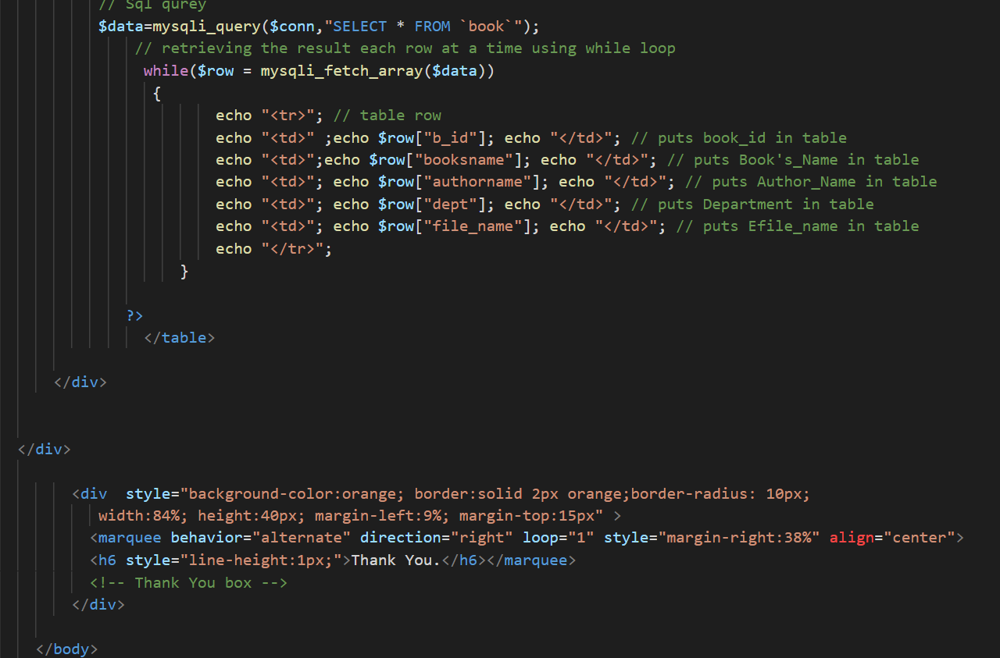 // Sql qurey
$data=mysqli_query($conn,"SELECT * FROM `book`");
// retrieving the result each row at a time using while loop
while($row = mysqli_fetch_array($data))
{
echo "<tr>"; // table row
echo "<td>" ;echo $row["b_id"]; echo "</td>"; // puts book_id in table
echo "<td>";echo $row["booksname"]; echo "</td>"; // puts Book's_Name in table
echo "<td>"; echo $row["authorname"]; echo "</td>"; // puts Author_Name in table
echo "<td>"; echo $row["dept"]; echo "</td>"; // puts Department in table
echo "<td>"; echo $row["file_name"]; echo "</td>"; // puts Efile_name in table
echo "</tr>";
}
?>
</table>
</div>
</div>
<div  style="background-color:orange; border:solid 2px orange;border-radius: 10px;
width:84%; height:40px; margin-left:9%; margin-top:15px" >
<marquee behavior="alternate" direction="right" loop="1" style="margin-right:38%" align="center">
<h6 style="line-height:1px;">Thank You.</h6></marquee>
<!-- Thank You box -->
</div>
</body>